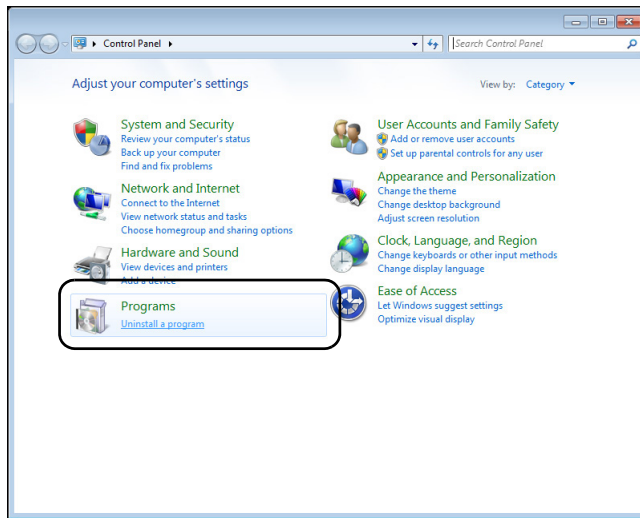 Control Panel
Search Control Panel
Adjust your computer's settings
View by: Category
System and Security
Review your computer's status
Back up your computer
Find and fix problems
Network and Internet
Connect to the Internet
View network status and tasks
Choose homegroup and sharing options
Hardware and Sound
View devices and printers
Add a device
Programs
Uninstall a program
User Accounts and Family Safety
Add or remove user accounts
Set up parental controls for any user
Appearance and Personalization
Change the theme
Change desktop background
Adjust screen resolution
Clock, Language, and Region
Change keyboards or other input methods
Change display language
Ease of Access
Let Windows suggest settings
Optimize visual display